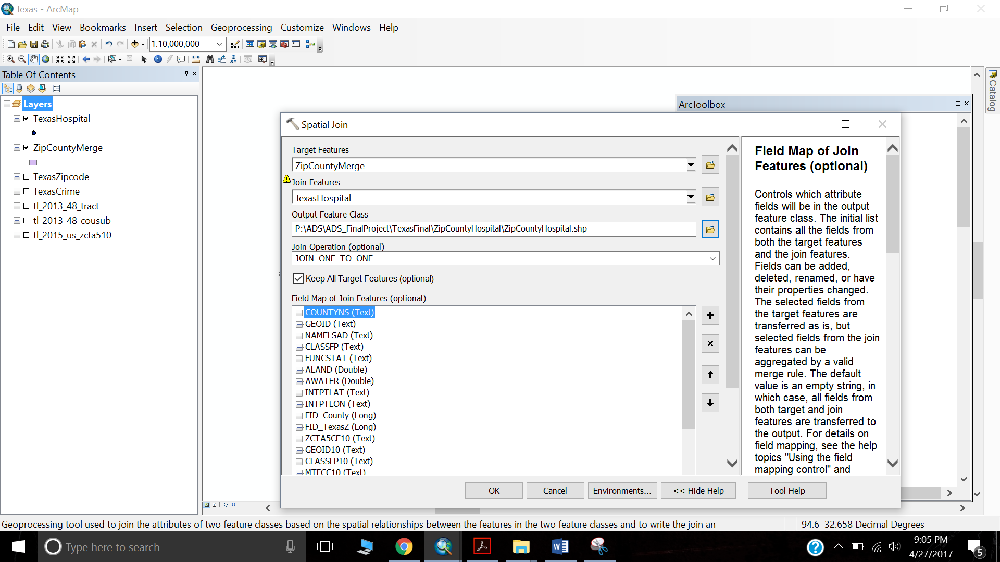 Texas - ArcMap
File Edit View Bookmarks Insert Selection Geoprocessing Customize Windows Help
1:10,000,000
Table Of Contents
Layers
TexasHospital
ZipCountyMerge
TexasZipcode
TexasCrime
tl_2013_48_tract
tl_2013_48_cousub
tl_2015_us_zcta510
Catalog
ArcToolbox
Spatial Join
Target Features
ZipCountyMerge
Join Features
TexasHospital
Output Feature Class
P:\ADS\ADS_FinalProject\TexasFinal\ZipCountyHospital\ZipCountyHospital.shp
Join Operation (optional)
JOIN_ONE_TO_ONE
Keep All Target Features (optional)
Field Map of Join Features (optional)
COUNTYNS (Text)
GEOID (Text)
NAMELSAD (Text)
CLASSFP (Text)
FUNCSTAT (Text)
ALAND (Double)
AWATER (Double)
INTPTLAT (Text)
INTPTLON (Text)
FID_County (Long)
FID_TexasZ (Long)
ZCTA5CE10 (Text)
GEOID10 (Text)
CLASSFP10 (Text)
MTFCC10 (Text)
Field Map of Join
Features (optional)
Controls which attribute
fields will be in the output
feature class. The initial list
contains all the fields from
both the target features
and the join features.
Fields can be added,
deleted, renamed, or have
their properties changed.
The selected fields from
the target features are
transferred as is, but
selected fields from the join
features can be
aggregated by a valid
merge rule. The default
value is an empty string, in
which case, all fields from
both target and join
features are transferred to
the output. For details on
field mapping, see the help
topics "Using the field
mapping control" and
OK Cancel Environments... << Hide Help Tool Help
Geoprocessing tool used to join the attributes of two feature classes based on the spatial relationships between the features in the two feature classes and to write the join an
-94.6 32.658 Decimal Degrees
Type here to search
9:05 PM
4/27/2017
5